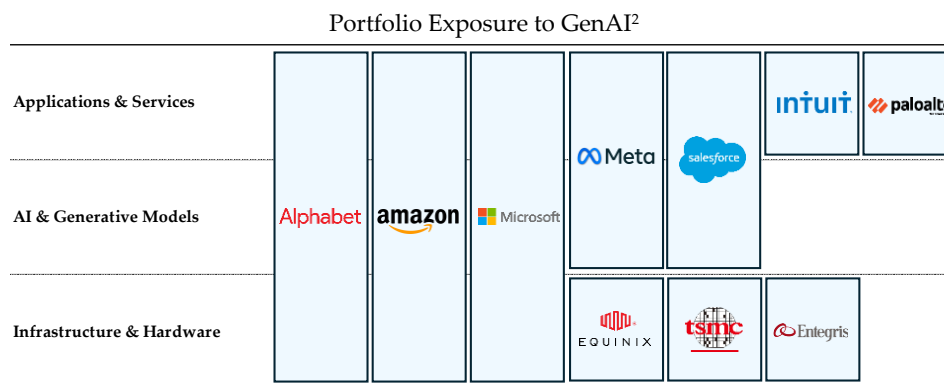 Portfolio Exposure to GenAI²
Applications & Services
INTUIT
paloalto
Meta
salesforce
AI & Generative Models
Alphabet
amazon
Microsoft
Infrastructure & Hardware
EQUINIX
tsmc
Entegris